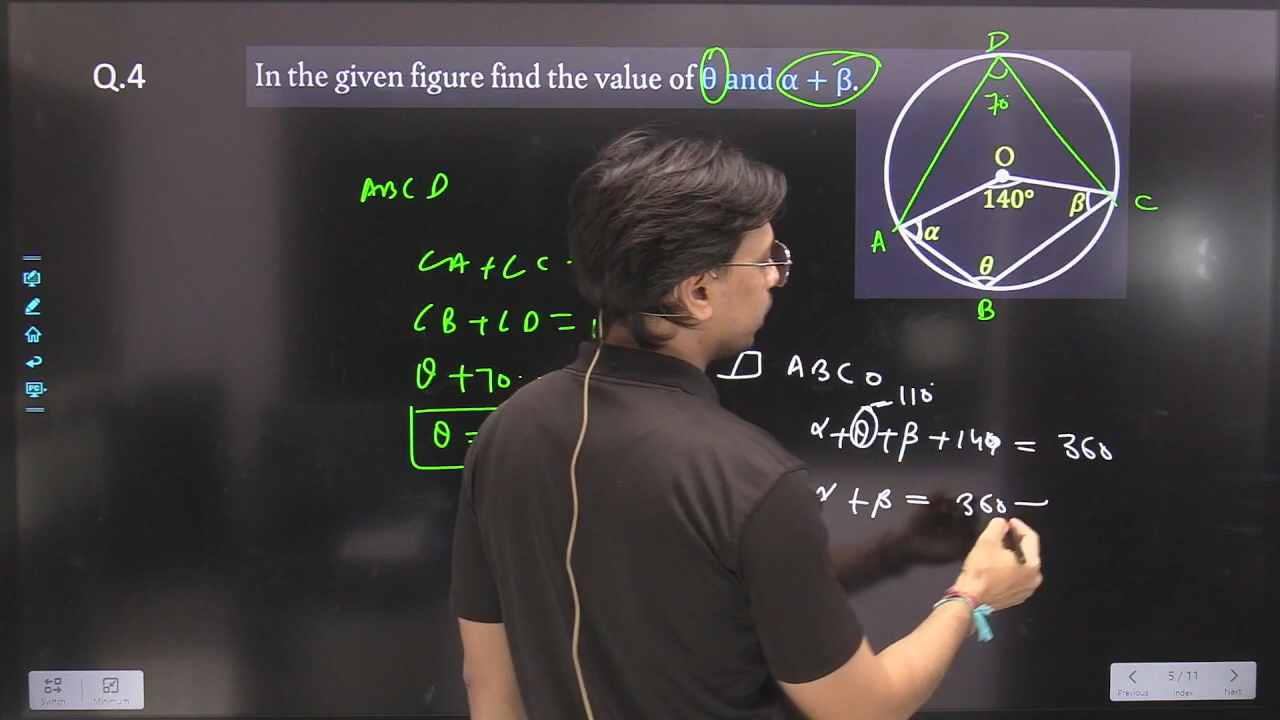 Q.4 In the given figure find the value of θ and α + β.
D
70°
O
140°
A
α
β
C
θ
B
ABCD
∠A + ∠C
∠B + ∠D =
θ + 70
θ =
▱ ABCO
110°
α + θ + β + 140 = 360
α + β = 360 −
PC
Switch
Minimum
5 / 11
Previous
Index
Next